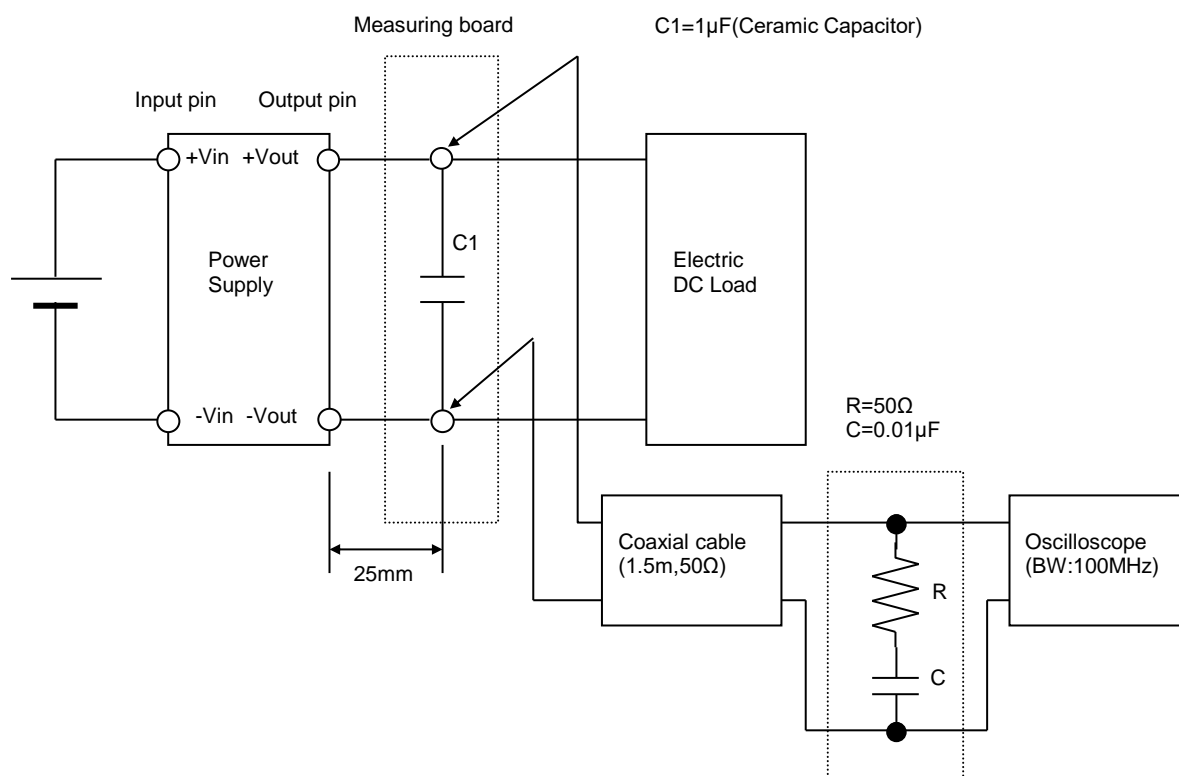 Measuring board
C1=1µF(Ceramic Capacitor)
Input pin
Output pin
+Vin +Vout
C1
Power
Supply
Electric
DC Load
-Vin -Vout
R=50Ω
C=0.01µF
25mm
Coaxial cable
(1.5m,50Ω)
R
C
Oscilloscope
(BW:100MHz)